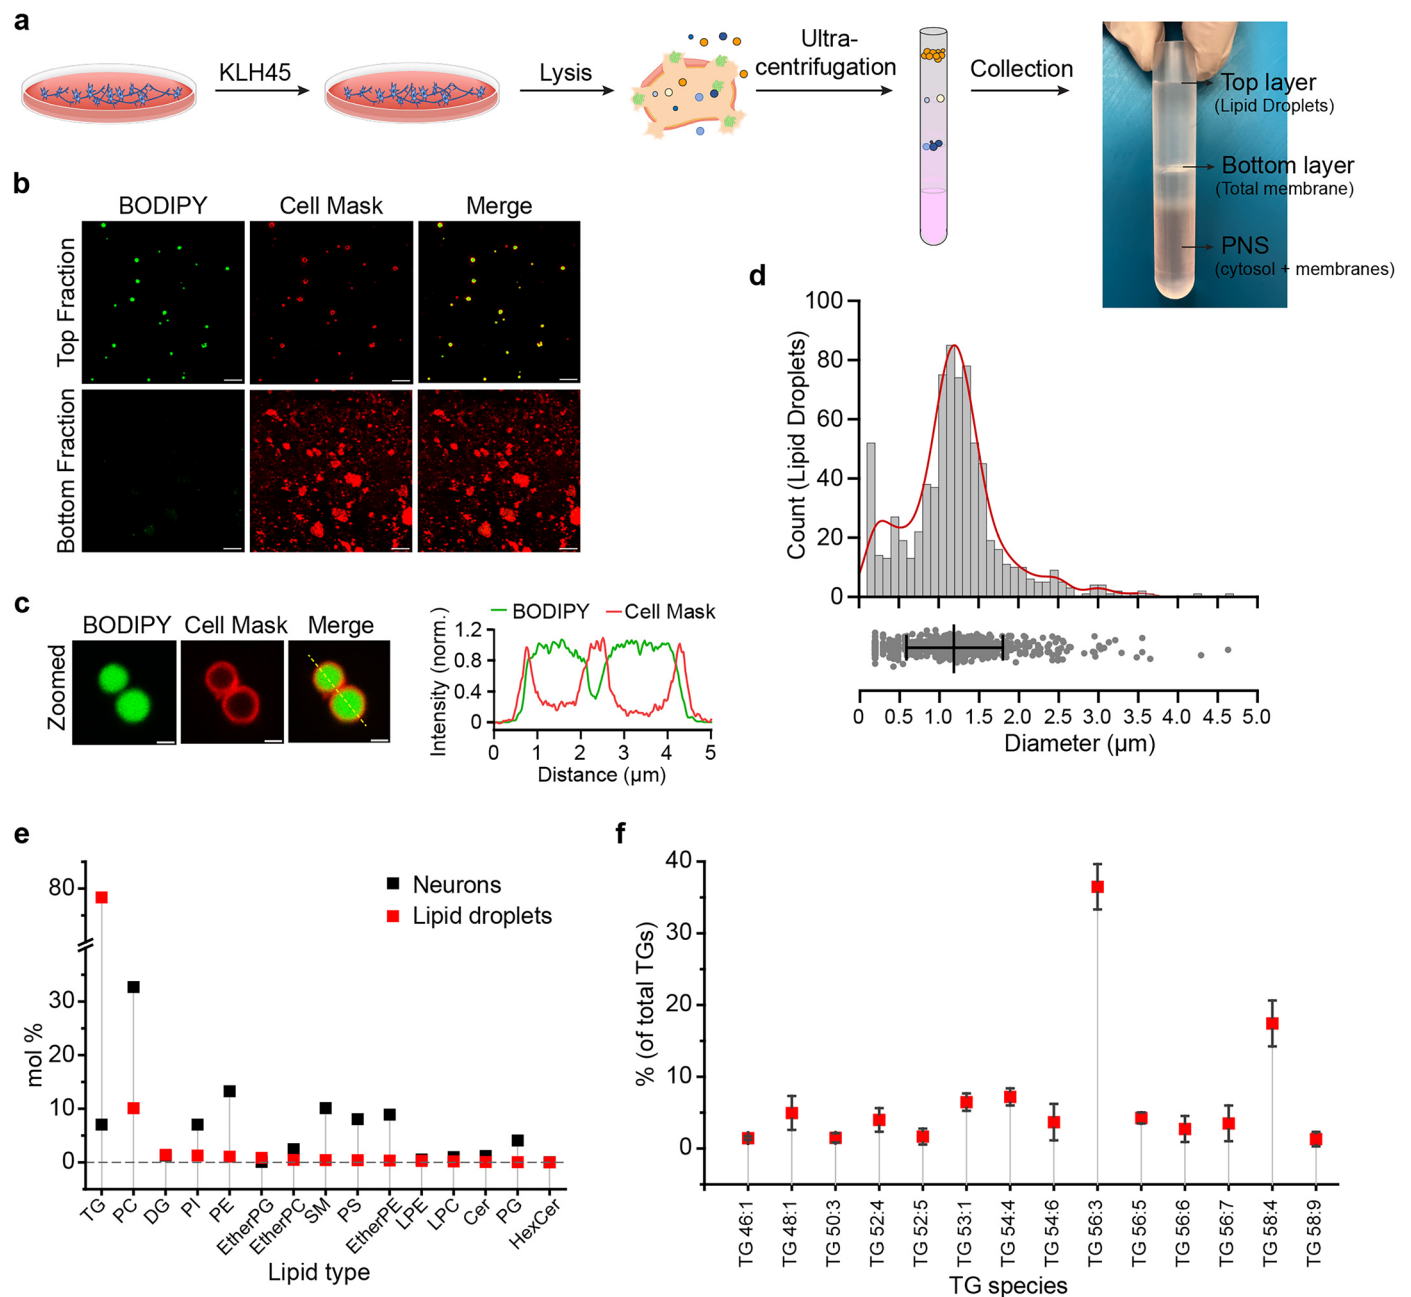 a
KLH45
Lysis
Ultra-
centrifugation
Collection
Top layer
(Lipid Droplets)
Bottom layer
(Total membrane)
PNS
(cytosol + membranes)
b
BODIPY
Cell Mask
Merge
Top Fraction
Bottom Fraction
c
BODIPY
Cell Mask
Merge
Zoomed
BODIPY
Cell Mask
Intensity (norm.)
1.2
0.8
0.4
0
0 1 2 3 4 5
Distance (µm)
d
Count (Lipid Droplets)
100
80
60
40
20
0
0 0.5 1.0 1.5 2.0 2.5 3.0 3.5 4.0 4.5 5.0
Diameter (µm)
e
Neurons
Lipid droplets
mol %
80
30
20
10
0
TG PC DG PI PE EtherPG EtherPC SM PS EtherPE LPE LPC Cer PG HexCer
Lipid type
f
% (of total TGs)
40
30
20
10
0
TG 46:1 TG 48:1 TG 50:3 TG 52:4 TG 52:5 TG 53:1 TG 54:4 TG 54:6 TG 56:3 TG 56:5 TG 56:6 TG 56:7 TG 58:4 TG 58:9
TG species